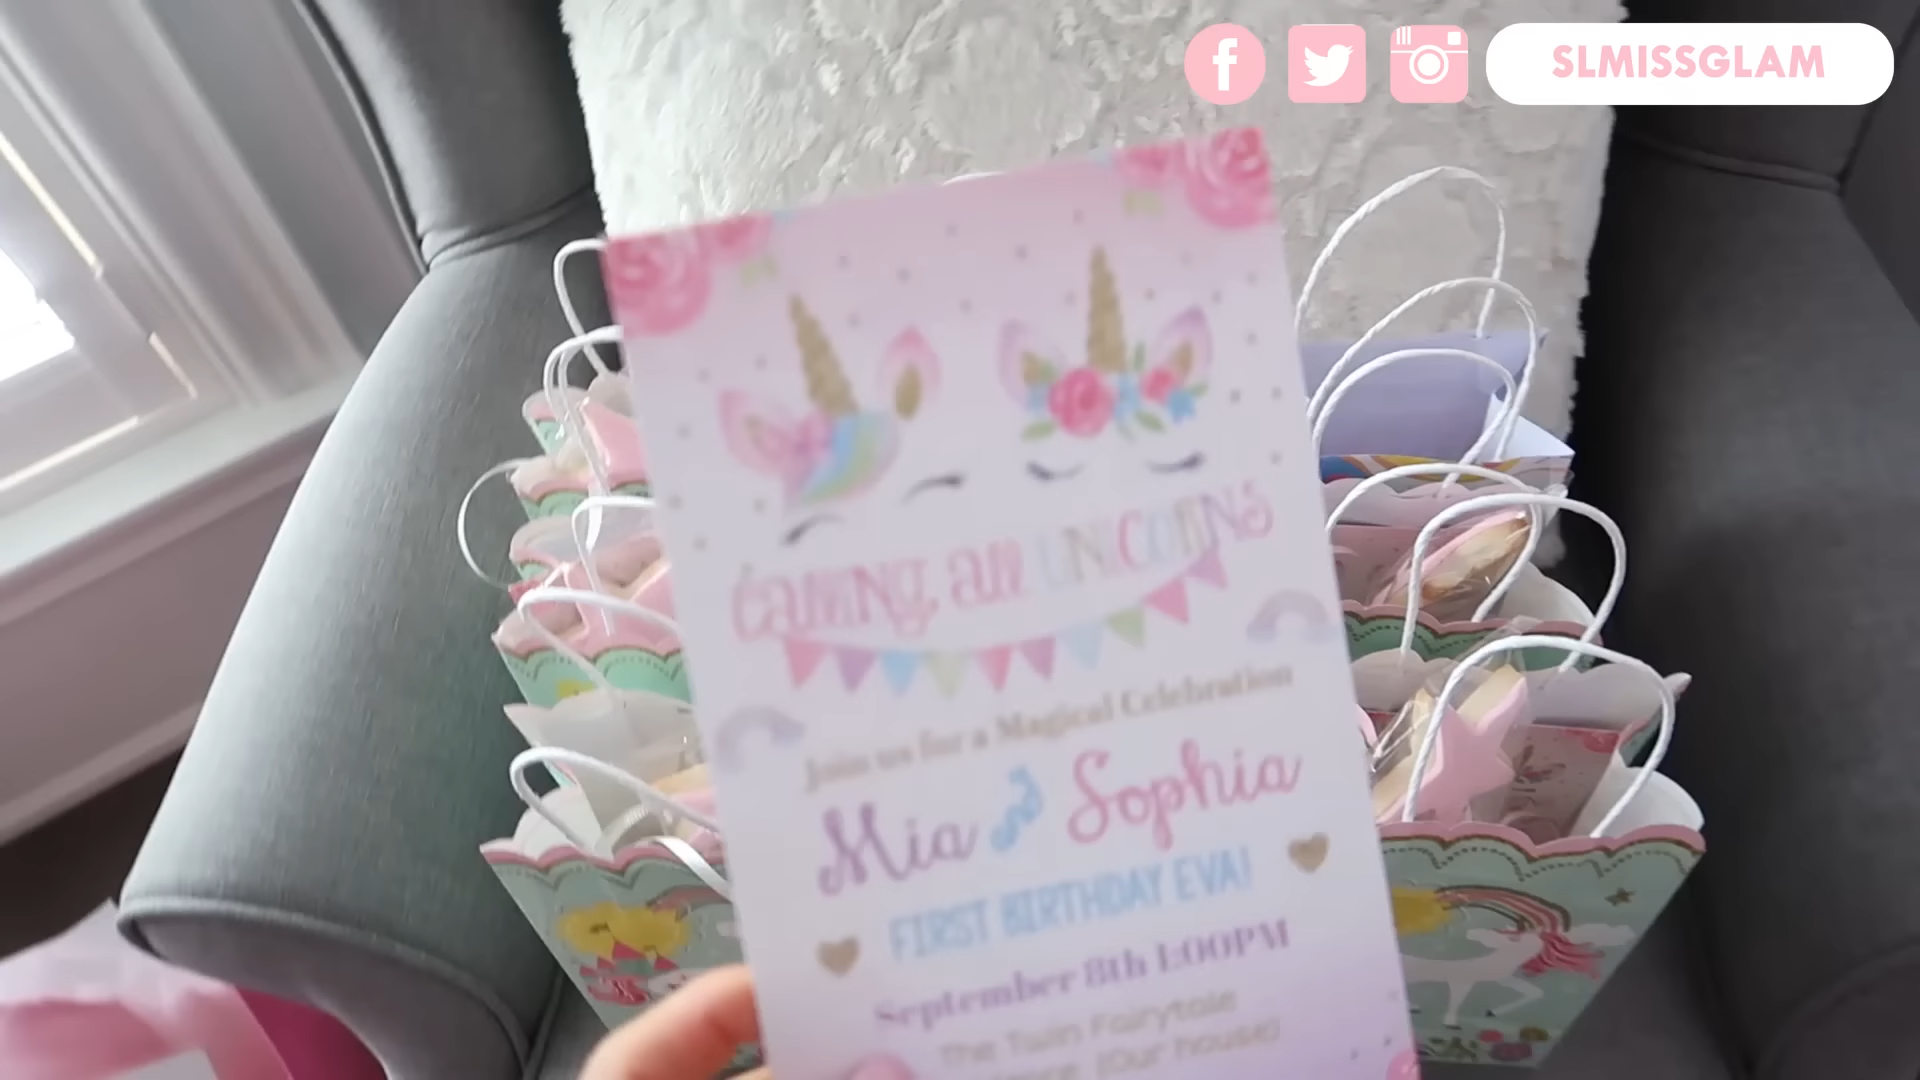 SLMISSGLAM
CALLING All UNICORNS
Join us for a Magical Celebration
Mia & Sophia
FIRST BIRTHDAY EVA!
September 8th 1:00PM
The Twin Fairytale
(Our house)